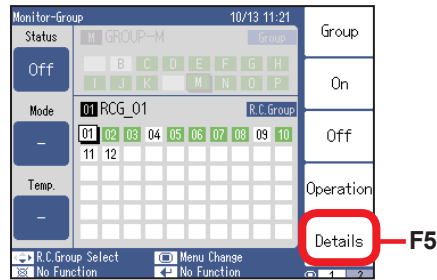 Monitor-Group 10/13 11:21
Status
Off
Mode
–
Temp.
–
M GROUP-M Group
B C D E F G H
I J K M N O P
01 RCG_01 R.C.Group
01 02 03 04 05 06 07 08 09 10
11 12
R.C.Group Select Menu Change
No Function No Function
Group
On
Off
Operation
Details
1 2
F5